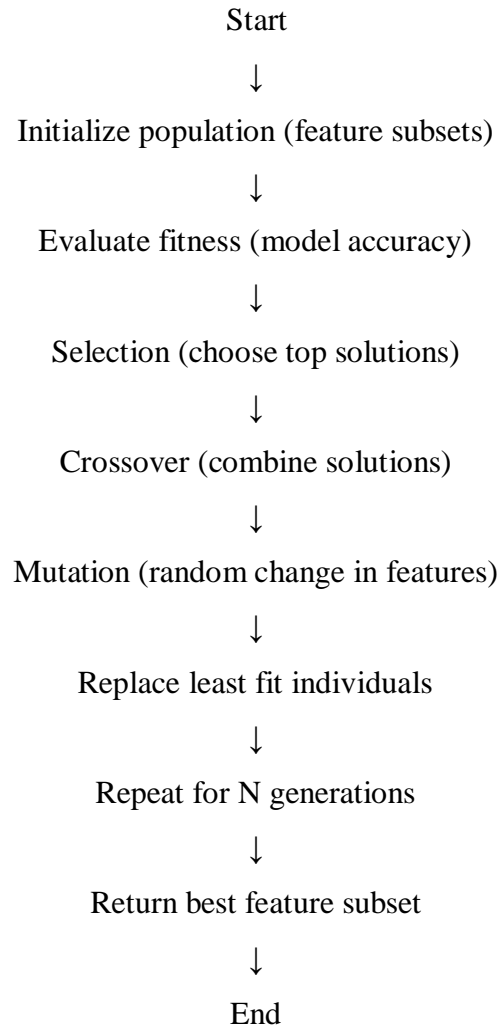 Start
↓
Initialize population (feature subsets)
↓
Evaluate fitness (model accuracy)
↓
Selection (choose top solutions)
↓
Crossover (combine solutions)
↓
Mutation (random change in features)
↓
Replace least fit individuals
↓
Repeat for N generations
↓
Return best feature subset
↓
End